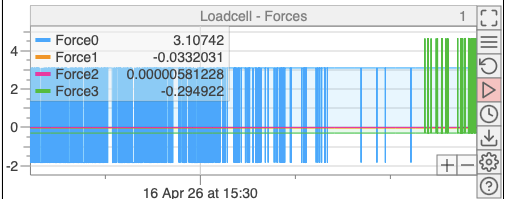 Loadcell - Forces 1
Force0 3.10742
Force1 -0.0332031
Force2 0.00000581228
Force3 -0.294922
4
2
0
-2
16 Apr 26 at 15:30